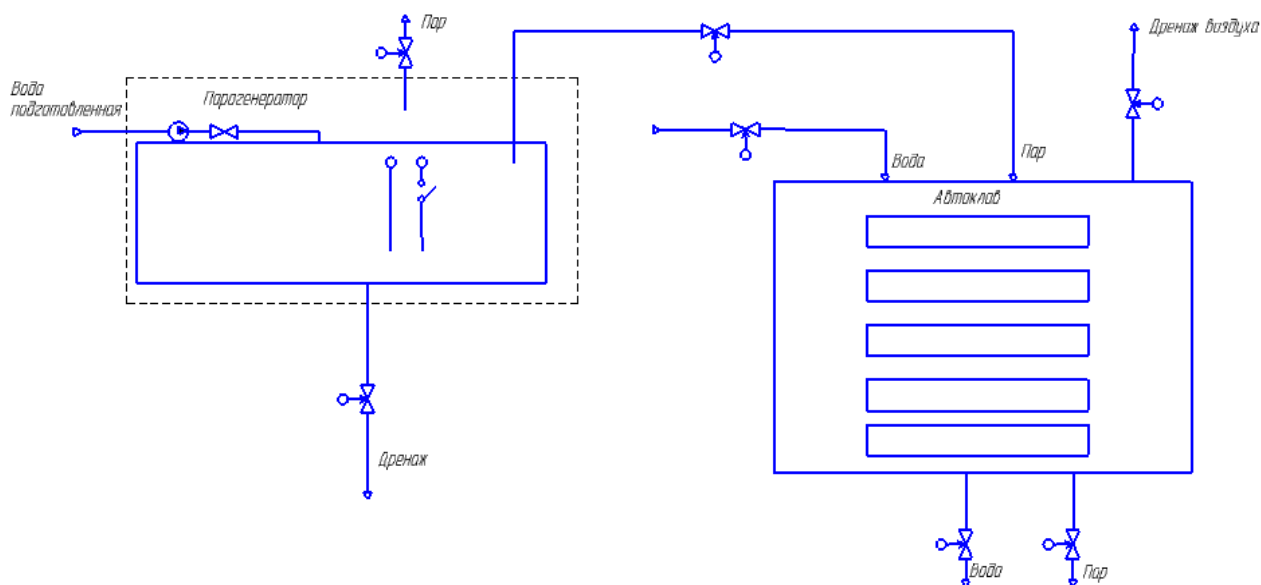 Пар
Дренаж воздуха
Вода
подготовленная
Парогенератор
Вода
Пар
Автоклав
Дренаж
Вода
Пар